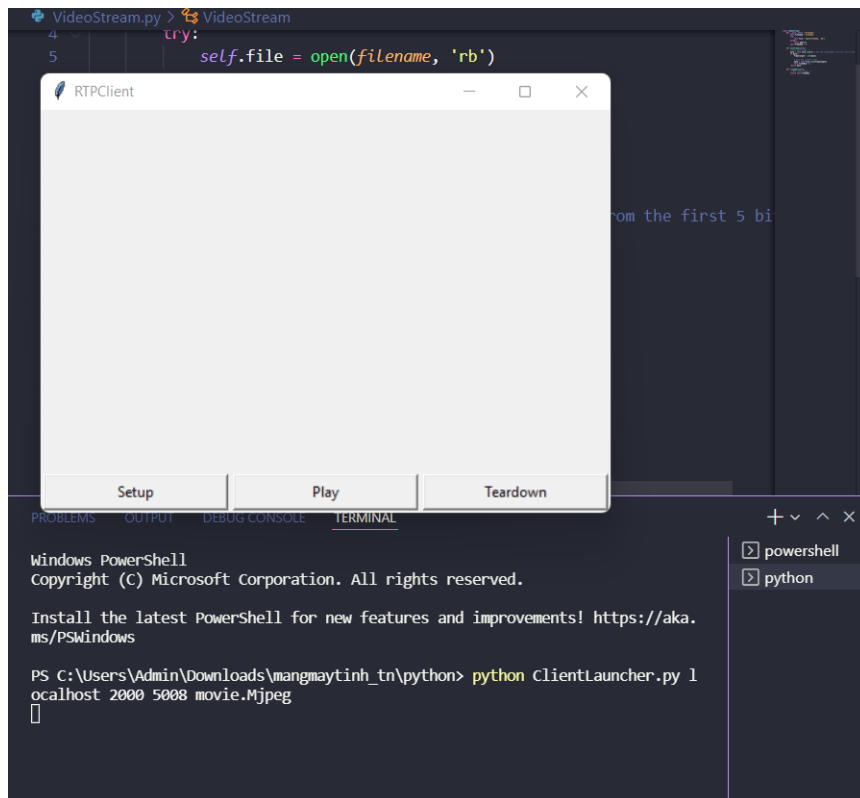 VideoStream.py > VideoStream
4 try:
5 self.file = open(filename, 'rb')
RTPClient
rom the first 5 bi
Setup Play Teardown
PROBLEMS OUTPUT DEBUG CONSOLE TERMINAL
powershell
python
Windows PowerShell
Copyright (C) Microsoft Corporation. All rights reserved.
Install the latest PowerShell for new features and improvements! https://aka.
ms/PSWindows
PS C:\Users\Admin\Downloads\mangmaytinh_tn\python> python ClientLauncher.py l
ocalhost 2000 5008 movie.Mjpeg